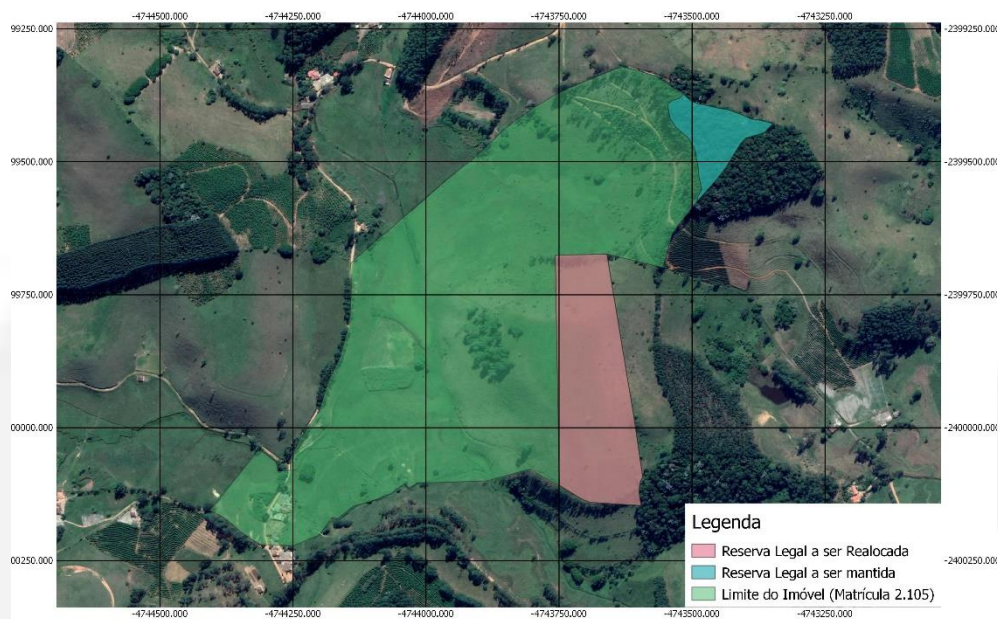 -4744500.000 -4744250.000 -4744000.000 -4743750.000 -4743500.000 -4743250.000
99250.000 -2399250.000
99500.000 -2399500.000
99750.000 -2399750.000
00000.000 -2400000.000
00250.000 -2400250.000
Legenda
Reserva Legal a ser Realocada
Reserva Legal a ser mantida
Limite do Imóvel (Matrícula 2.105)
-4744500.000 -4744250.000 -4744000.000 -4743750.000 -4743500.000 -4743250.000